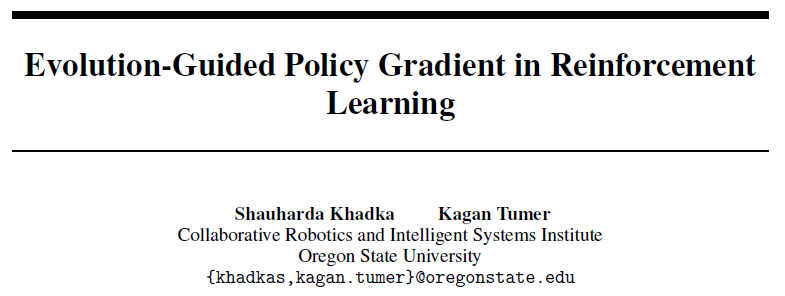 Evolution-Guided Policy Gradient in Reinforcement
Learning
Shauharda Khadka Kagan Tumer
Collaborative Robotics and Intelligent Systems Institute
Oregon State University
{khadkas,kagan.tumer}@oregonstate.edu